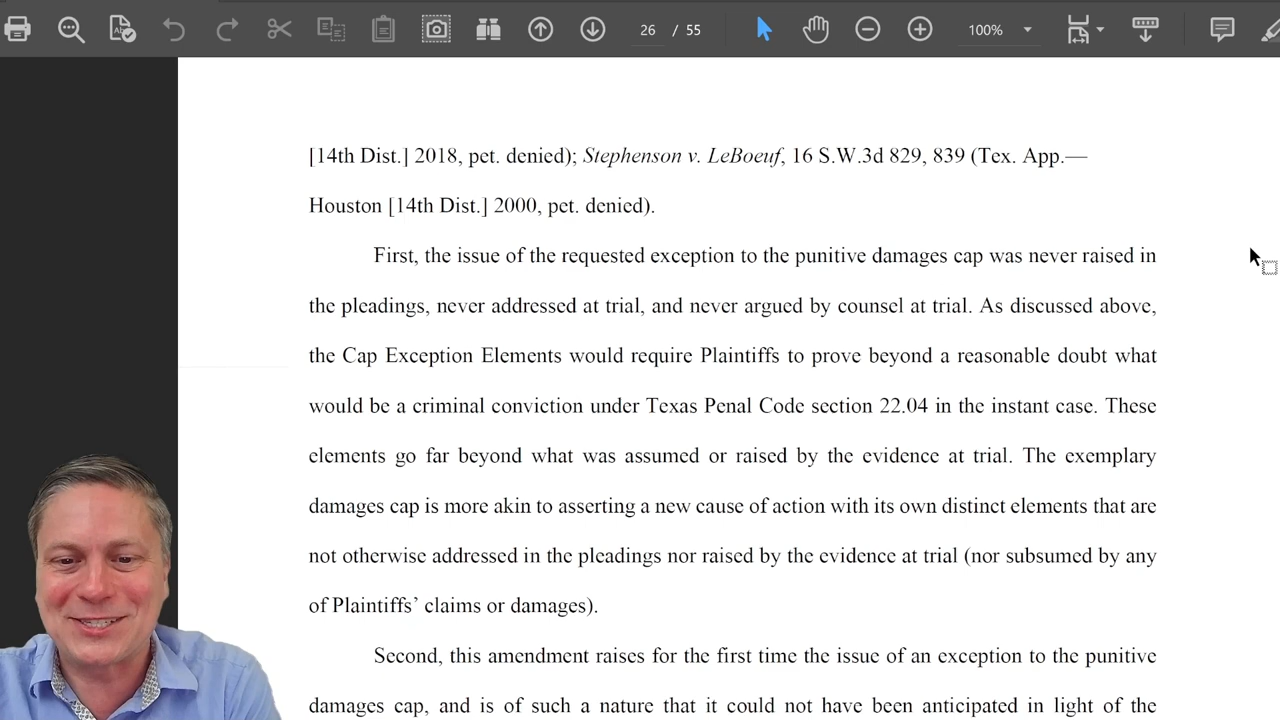 26 / 55
100%
[14th Dist.] 2018, pet. denied); Stephenson v. LeBoeuf, 16 S.W.3d 829, 839 (Tex. App.—
Houston [14th Dist.] 2000, pet. denied).
First, the issue of the requested exception to the punitive damages cap was never raised in
the pleadings, never addressed at trial, and never argued by counsel at trial. As discussed above,
the Cap Exception Elements would require Plaintiffs to prove beyond a reasonable doubt what
would be a criminal conviction under Texas Penal Code section 22.04 in the instant case. These
elements go far beyond what was assumed or raised by the evidence at trial. The exemplary
damages cap is more akin to asserting a new cause of action with its own distinct elements that are
not otherwise addressed in the pleadings nor raised by the evidence at trial (nor subsumed by any
of Plaintiffs’ claims or damages).
Second, this amendment raises for the first time the issue of an exception to the punitive
damages cap, and is of such a nature that it could not have been anticipated in light of the